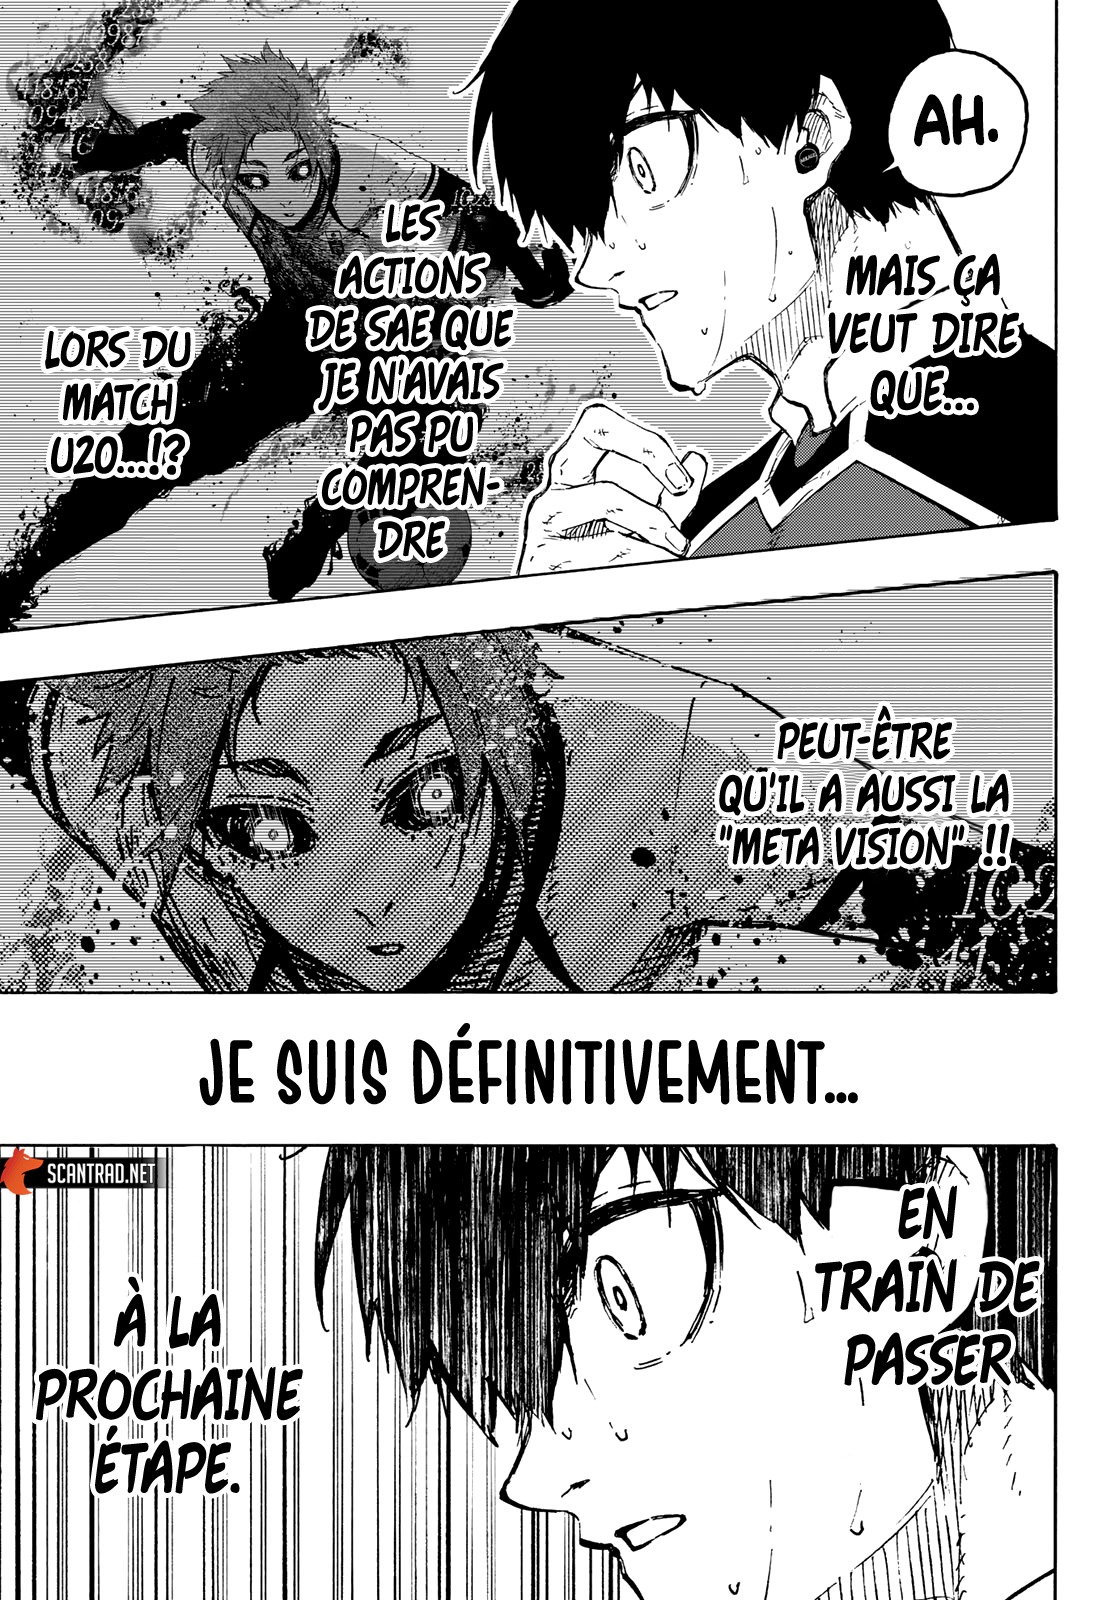 AH.
MAIS ÇA
VEUT DIRE
QUE...
LES
ACTIONS
DE SAE QUE
JE N'AVAIS
PAS PU
COMPREN-
DRE
LORS DU
MATCH
U20...!?
PEUT-ÊTRE
QU'IL A AUSSI LA
"META VISION" !!
JE SUIS DÉFINITIVEMENT...
SCANTRAD.NET
EN
TRAIN DE
PASSER
À LA
PROCHAINE
ÉTAPE.